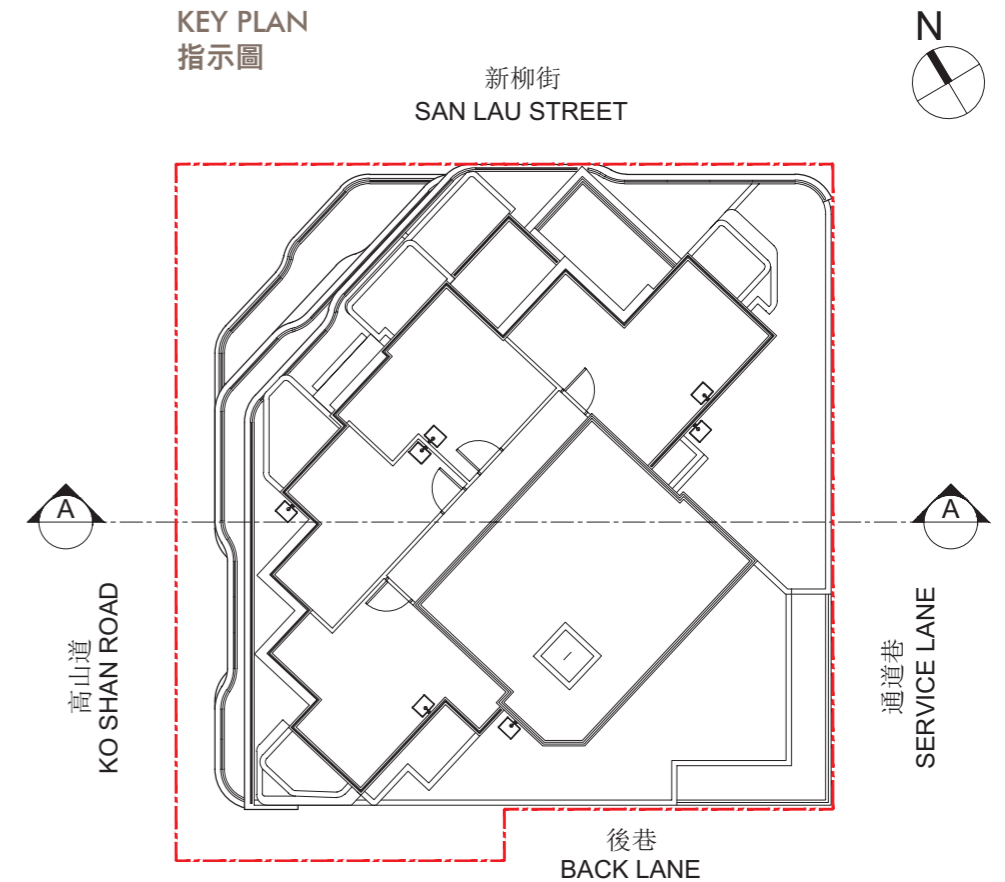 KEY PLAN
指示圖
N
新柳街
SAN LAU STREET
A
A
高山道
KO SHAN ROAD
通道巷
SERVICE LANE
後巷
BACK LANE